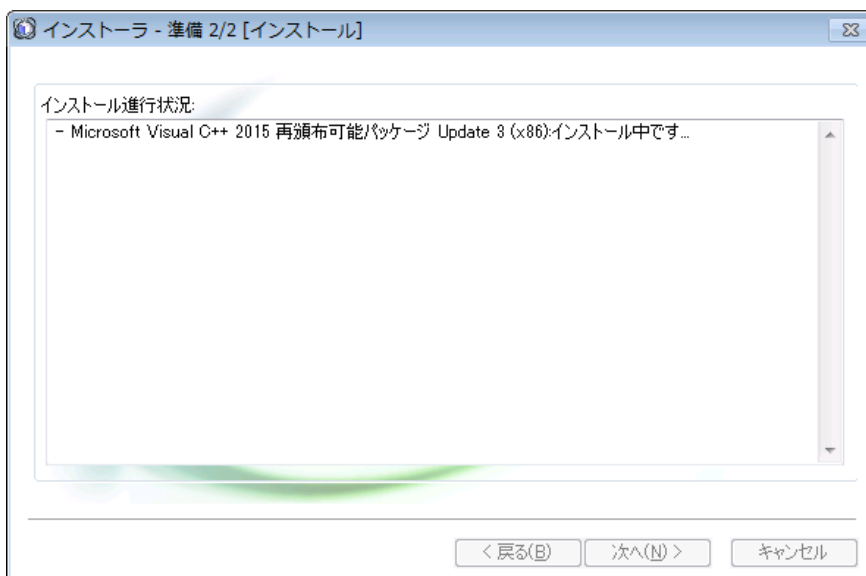 インストーラ - 準備 2/2 [インストール]
インストール進行状況:
- Microsoft Visual C++ 2015 再頒布可能パッケージ Update 3 (x86):インストール中です...
< 戻る(B)
次へ(N) >
キャンセル